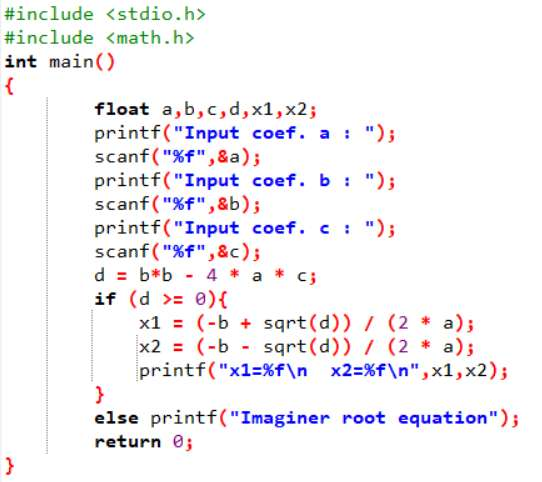 #include <stdio.h>
#include <math.h>
int main()
{
float a,b,c,d,x1,x2;
printf("Input coef. a : ");
scanf("%f",&a);
printf("Input coef. b : ");
scanf("%f",&b);
printf("Input coef. c : ");
scanf("%f",&c);
d = b*b - 4 * a * c;
if (d >= 0){
x1 = (-b + sqrt(d)) / (2 * a);
x2 = (-b - sqrt(d)) / (2 * a);
printf("x1=%f\n  x2=%f\n",x1,x2);
}
else printf("Imaginer root equation");
return 0;
}